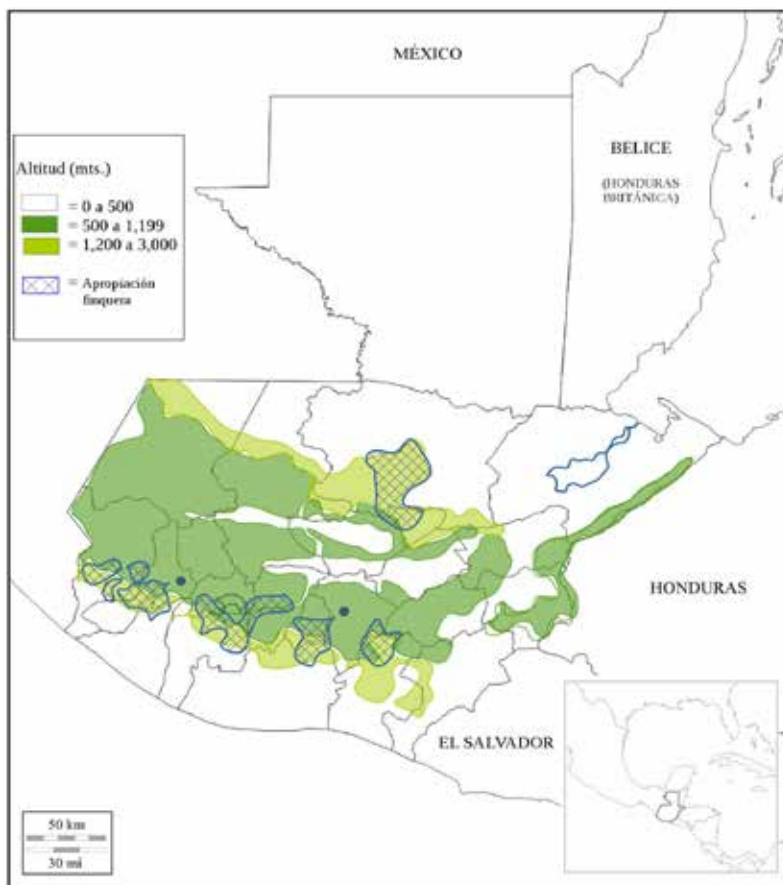 MÉXICO
Altitud (mts.)
= 0 a 500
= 500 a 1,199
= 1,200 a 3,000
= Apropiación
finquera
BELICE
(HONDURAS
BRITÁNICA)
HONDURAS
EL SALVADOR
50 km
30 mi